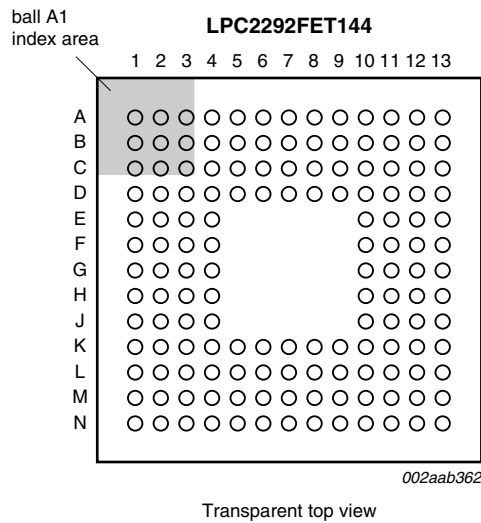 ball A1
index area
LPC2292FET144
1 2 3 4 5 6 7 8 9 10 11 12 13
A
B
C
D
E
F
G
H
J
K
L
M
N
002aab362
Transparent top view